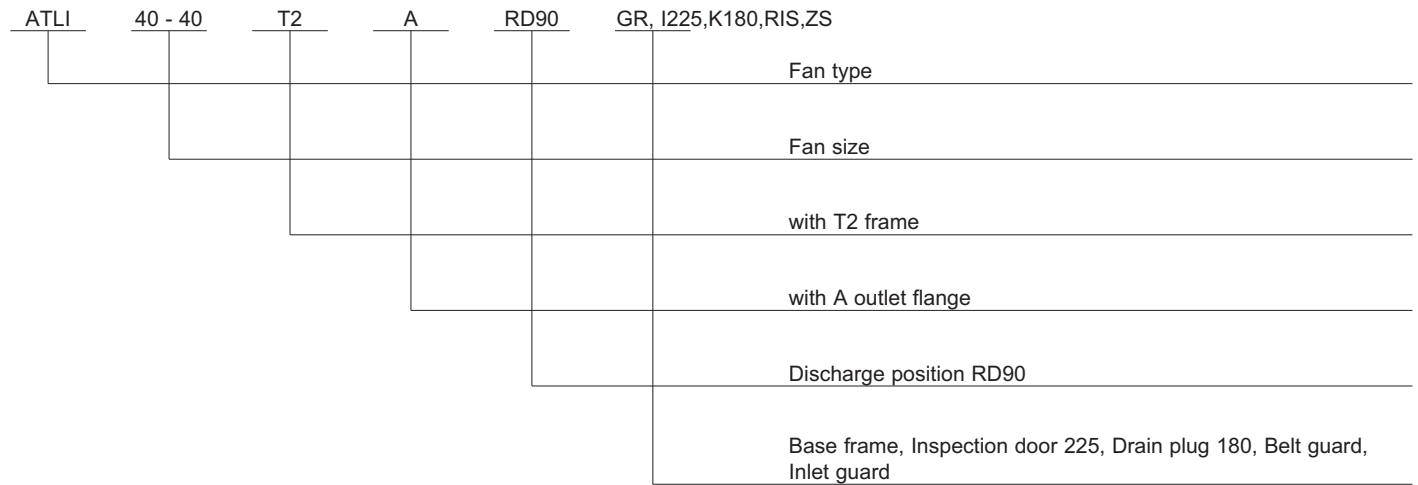 ATLI 40 - 40 T2 A RD90 GR, I225,K180,RIS,ZS
Fan type
Fan size
with T2 frame
with A outlet flange
Discharge position RD90
Base frame, Inspection door 225, Drain plug 180, Belt guard,
Inlet guard